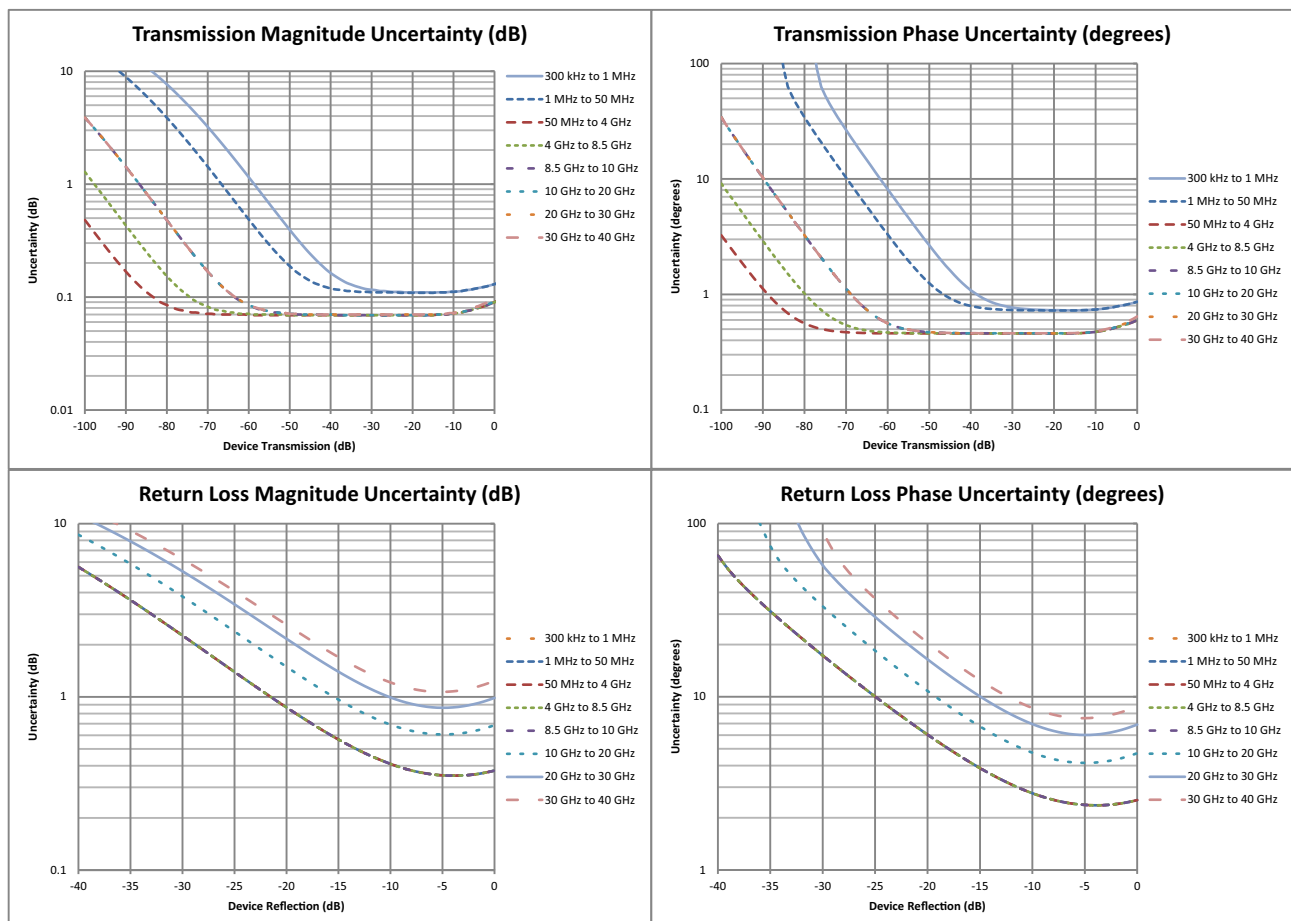 Transmission Magnitude Uncertainty (dB)
10
1
0.1
0.01
Uncertainty (dB)
-100 -90 -80 -70 -60 -50 -40 -30 -20 -10 0
Device Transmission (dB)
300 kHz to 1 MHz
1 MHz to 50 MHz
50 MHz to 4 GHz
4 GHz to 8.5 GHz
8.5 GHz to 10 GHz
10 GHz to 20 GHz
20 GHz to 30 GHz
30 GHz to 40 GHz
Transmission Phase Uncertainty (degrees)
100
10
1
0.1
Uncertainty (degrees)
-100 -90 -80 -70 -60 -50 -40 -30 -20 -10 0
Device Transmission (dB)
300 kHz to 1 MHz
1 MHz to 50 MHz
50 MHz to 4 GHz
4 GHz to 8.5 GHz
8.5 GHz to 10 GHz
10 GHz to 20 GHz
20 GHz to 30 GHz
30 GHz to 40 GHz
Return Loss Magnitude Uncertainty (dB)
10
1
0.1
Uncertainty (dB)
-40 -35 -30 -25 -20 -15 -10 -5 0
Device Reflection (dB)
300 kHz to 1 MHz
1 MHz to 50 MHz
50 MHz to 4 GHz
4 GHz to 8.5 GHz
8.5 GHz to 10 GHz
10 GHz to 20 GHz
20 GHz to 30 GHz
30 GHz to 40 GHz
Return Loss Phase Uncertainty (degrees)
100
10
1
Uncertainty (degrees)
-40 -35 -30 -25 -20 -15 -10 -5 0
Device Reflection (dB)
300 kHz to 1 MHz
1 MHz to 50 MHz
50 MHz to 4 GHz
4 GHz to 8.5 GHz
8.5 GHz to 10 GHz
10 GHz to 20 GHz
20 GHz to 30 GHz
30 GHz to 40 GHz